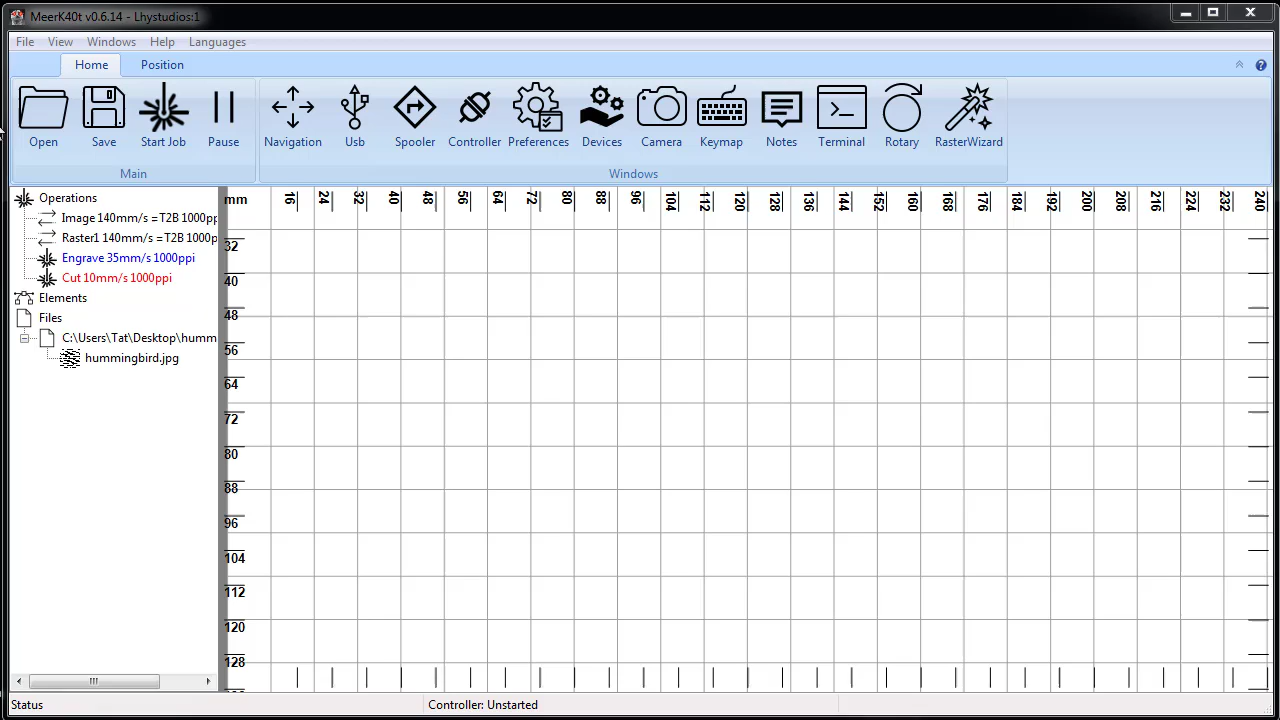 MeerK40t v0.6.14 - Lhystudios:1
File View Windows Help Languages
Home Position
Open Save Start Job Pause Navigation Usb Spooler Controller Preferences Devices Camera Keymap Notes Terminal Rotary RasterWizard
Main Windows
Operations
Image 140mm/s =T2B 1000pp
Raster1 140mm/s =T2B 1000p
Engrave 35mm/s 1000ppi
Cut 10mm/s 1000ppi
Elements
Files
C:\Users\Tat\Desktop\humm
hummingbird.jpg
mm 16 24 32 40 48 56 64 72 80 88 96 104 112 120 128 136 144 152 160 168 176 184 192 200 208 216 224 232 240
32
40
48
56
64
72
80
88
96
104
112
120
128
Status Controller: Unstarted